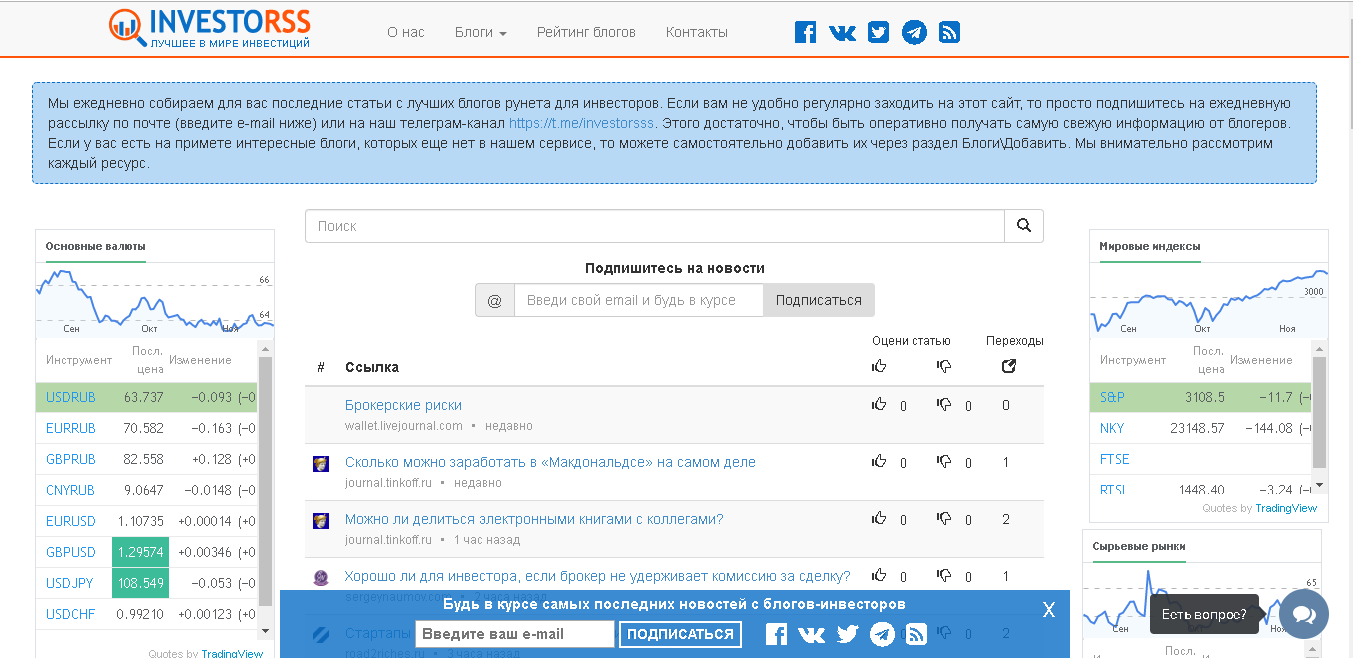 INVESTORSS
ЛУЧШЕЕ В МИРЕ ИНВЕСТИЦИЙ
О нас
Блоги
Рейтинг блогов
Контакты
Мы ежедневно собираем для вас последние статьи с лучших блогов рунета для инвесторов. Если вам не удобно регулярно заходить на этот сайт, то просто подпишитесь на ежедневную
рассылку по почте (введите e-mail ниже) или на наш телеграм-канал https://t.me/investorsss. Этого достаточно, чтобы быть оперативно получать самую свежую информацию от блогеров.
Если у вас есть на примете интересные блоги, которых еще нет в нашем сервисе, то можете самостоятельно добавить их через раздел Блоги\Добавить. Мы внимательно рассмотрим
каждый ресурс.
Основные валюты
66
64
Сен Окт Ноя
Инструмент Посл. цена Изменение
USDRUB 63.737 −0.093 (−0
EURRUB 70.582 −0.163 (−0
GBPRUB 82.558 +0.128 (+0
CNYRUB 9.0647 −0.0148 (−0
EURUSD 1.10735 +0.00014 (+0
GBPUSD 1.29574 +0.00346 (+0
USDJPY 108.549 −0.053 (−0
USDCHF 0.99210 +0.00123 (+0
Quotes by TradingView
Поиск
Подпишитесь на новости
@ Введи свой email и будь в курсе Подписаться
Оцени статью Переходы
# Ссылка
Брокерские риски 0 0 0
wallet.livejournal.com • недавно
Сколько можно заработать в «Макдональдсе» на самом деле 0 0 1
journal.tinkoff.ru • недавно
Можно ли делиться электронными книгами с коллегами? 0 0 2
journal.tinkoff.ru • 1 час назад
Хорошо ли для инвестора, если брокер не удерживает комиссию за сделку? 0 0 1
sergeynaumov.com • 2 часа назад
Стартапы 0 0 2
road2riches.ru • 3 часа назад
Будь в курсе самых последних новостей с блогов-инвесторов
X
Введите ваш e-mail ПОДПИСАТЬСЯ
Мировые индексы
3000
Сен Окт Ноя
Инструмент Посл. цена Изменение
S&P 3108.5 −11.7 (−
NKY 23148.57 −144.08 (−
FTSE
RTSI 1448.40 −3.24 (−
Quotes by TradingView
Сырьевые рынки
65
Сен
Посл.
Есть вопрос?